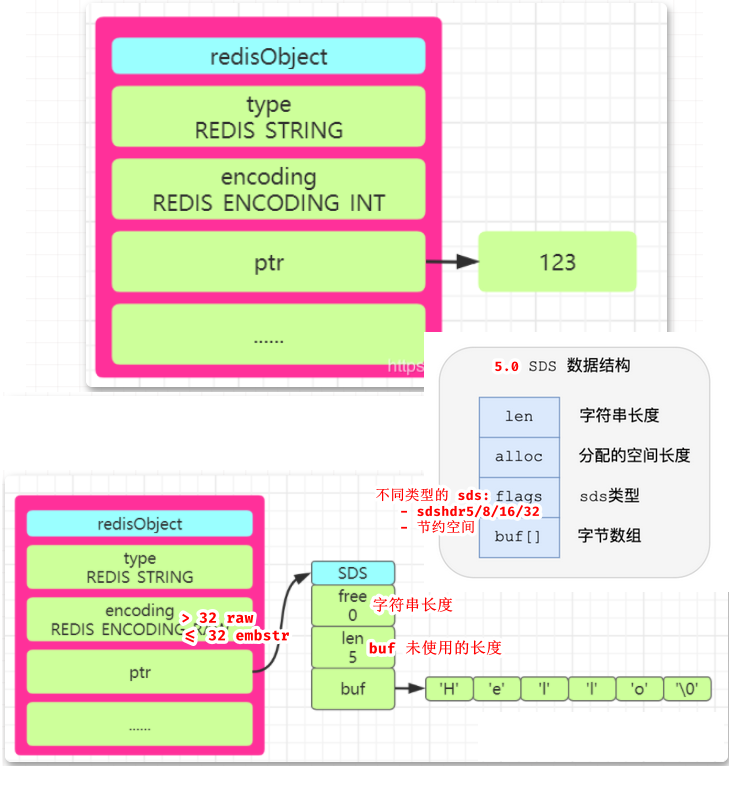 redisObject
type
REDIS STRING
encoding
REDIS ENCODING INT
ptr
123
......
https
5.0 SDS 数据结构
len 字符串长度
alloc 分配的空间长度
flags sds类型
buf[] 字节数组
不同类型的 sds:
- sdshdr5/8/16/32
- 节约空间
redisObject
type
REDIS STRING
encoding
REDIS ENCODING RAW
> 32 raw
<= 32 embstr
ptr
......
SDS
free
0
字符串长度
len
5
buf 未使用的长度
buf
'H' 'e' 'l' 'l' 'o' '\0'